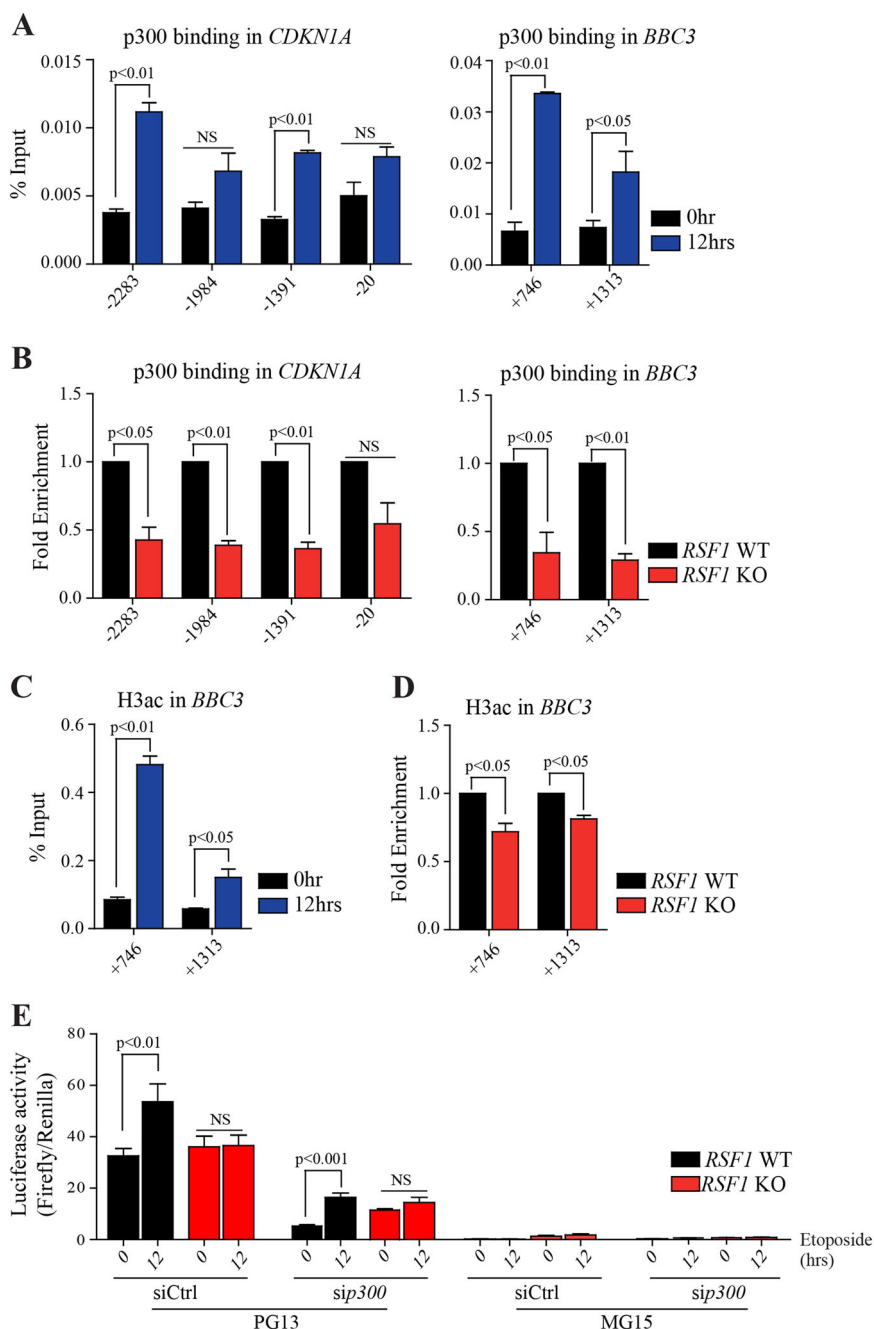 A
p300 binding in CDKN1A
p300 binding in BBC3
% Input
0.015
0.010
0.005
0.000
p<0.01
NS
p<0.01
NS
-2283
-1984
-1391
-20
0.04
0.03
0.02
0.01
0.00
p<0.01
p<0.05
+746
+1313
0hr
12hrs
B
p300 binding in CDKN1A
p300 binding in BBC3
Fold Enrichment
1.5
1.0
0.5
0.0
p<0.05
p<0.01
p<0.01
NS
-2283
-1984
-1391
-20
1.5
1.0
0.5
0.0
p<0.05
p<0.01
+746
+1313
RSF1 WT
RSF1 KO
C
H3ac in BBC3
% Input
0.6
0.4
0.2
0.0
p<0.01
p<0.05
+746
+1313
0hr
12hrs
D
H3ac in BBC3
Fold Enrichment
1.5
1.0
0.5
0.0
p<0.05
p<0.05
+746
+1313
RSF1 WT
RSF1 KO
E
Luciferase activity
(Firefly/Renilla)
80
60
40
20
0
p<0.01
NS
p<0.001
NS
RSF1 WT
RSF1 KO
0 12 0 12 0 12 0 12 0 12 0 12 0 12 0 12
Etoposide
(hrs)
siCtrl sip300 siCtrl sip300
PG13 MG15